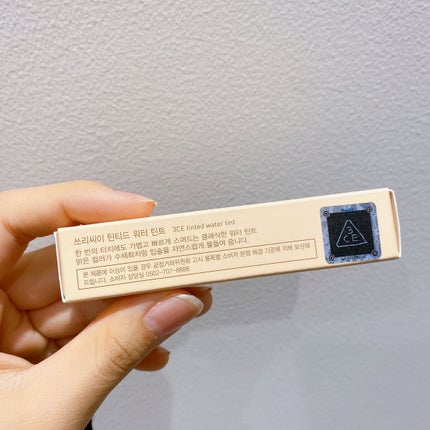 쓰리씨이 틴티드 워터 틴트 3CE tinted water tint
한 번의 터치에도 가볍고 빠르게 스며드는 클래식한 워터 틴트
맑은 컬러가 수채화처럼 입술을 자연스럽게 물들여 줍니다.
본 제품에 이상이 있을 경우 공정거래위원회 고시 품목별 소비자 분쟁 해결 기준에 의해 보상해
드립니다. 소비자 상담실 0502-707-8888
3CE